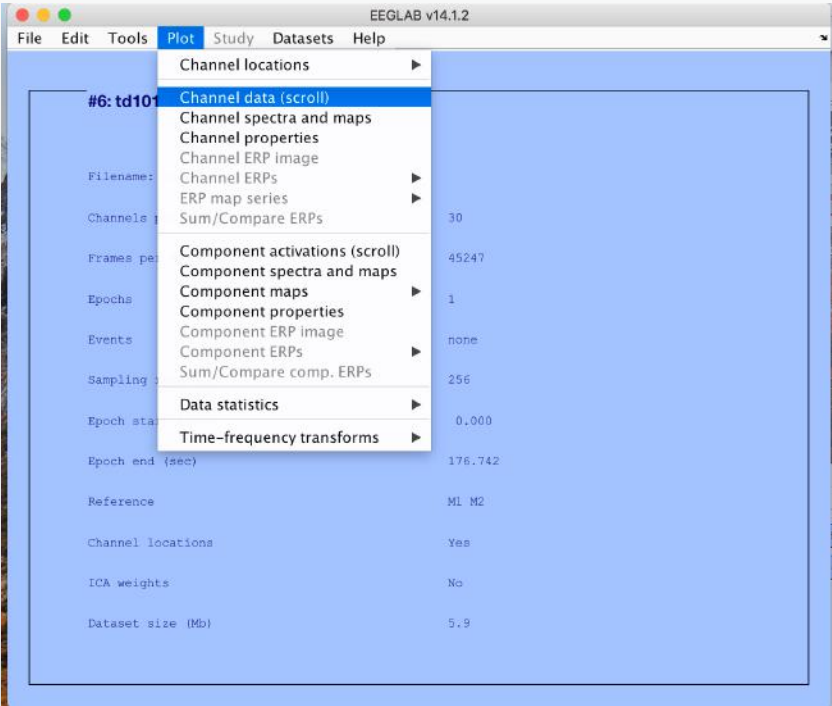 EEGLAB v14.1.2
File Edit Tools Plot Study Datasets Help
Channel locations
#6: td101
Channel data (scroll)
Channel spectra and maps
Channel properties
Channel ERP image
Filename:
Channel ERPs
ERP map series
Channels
Sum/Compare ERPs
30
Component activations (scroll)
Frames per
45247
Component spectra and maps
Component maps
Epochs
1
Component properties
Component ERP image
Events
none
Component ERPs
Sum/Compare comp. ERPs
Sampling
256
Data statistics
Epoch sta
0.000
Time-frequency transforms
Epoch end (sec)
176.742
Reference
M1 M2
Channel locations
Yes
ICA weights
No
Dataset size (Mb)
5.9